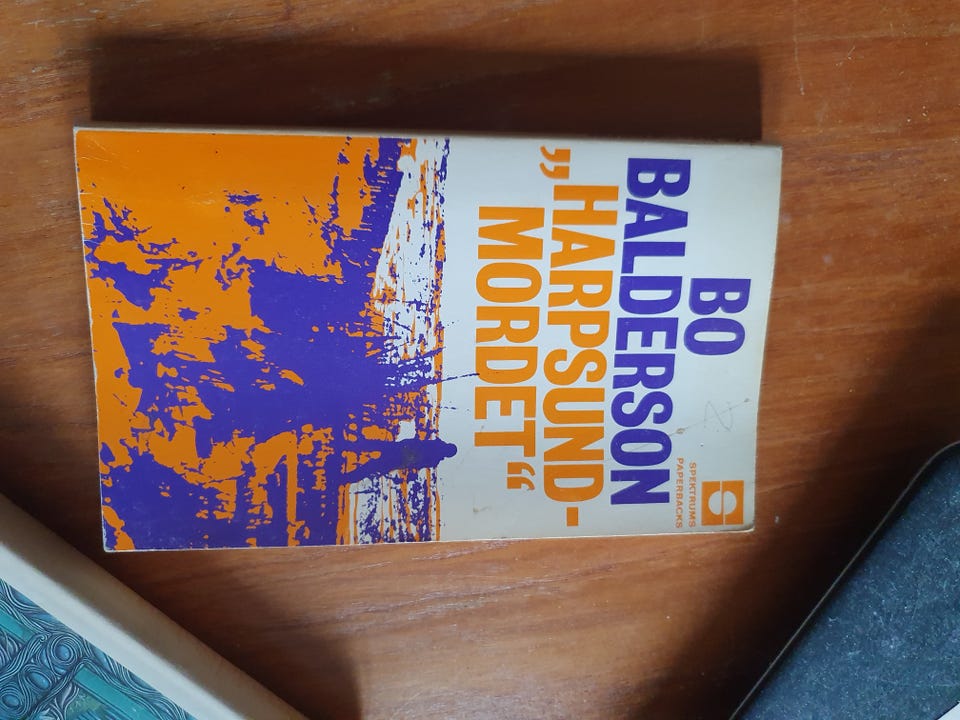 BO
BALDERSON
„HARPSUND-
MORDET“
SPEKTRUMS
PAPERBACKS